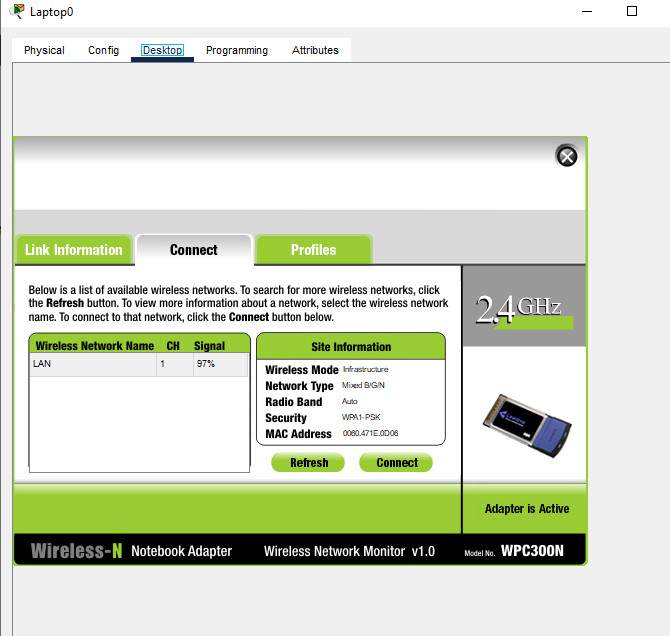 Laptop0
Physical Config Desktop Programming Attributes
Link Information Connect Profiles
Below is a list of available wireless networks. To search for more wireless networks, click
the Refresh button. To view more information about a network, select the wireless network
name. To connect to that network, click the Connect button below.
2.4GHz
Wireless Network Name CH Signal
LAN 1 97%
Site Information
Wireless Mode Infrastructure
Network Type Mixed B/G/N
Radio Band Auto
Security WPA1-PSK
MAC Address 0060.471E.0D06
Refresh Connect
Adapter is Active
Wireless-N Notebook Adapter Wireless Network Monitor v1.0 Model No. WPC300N